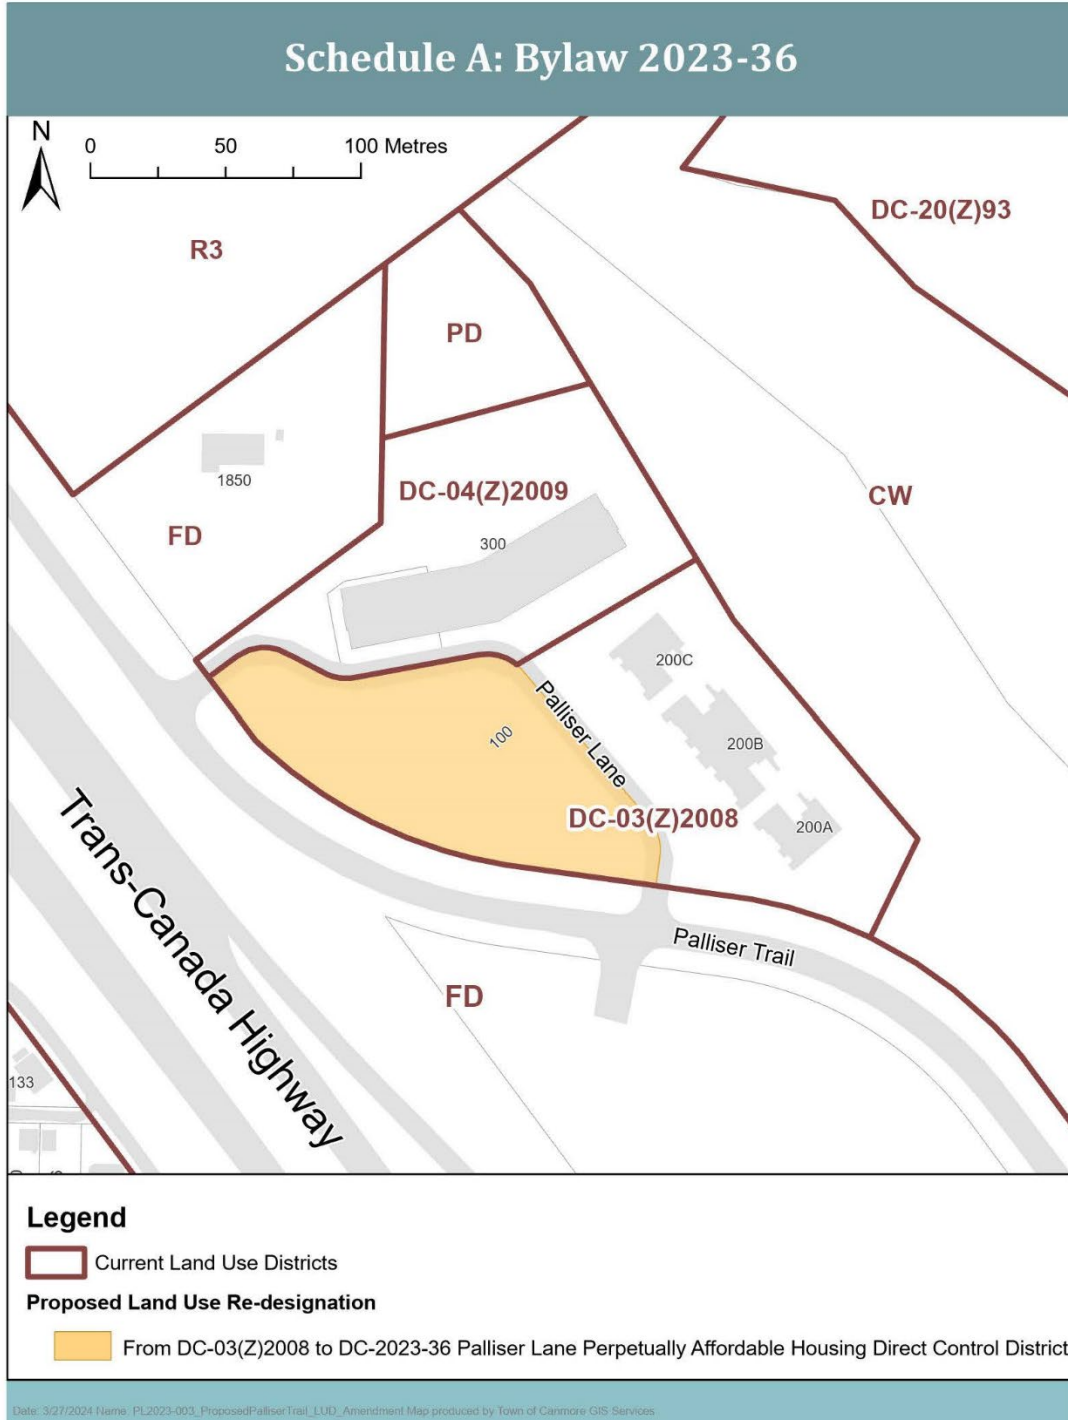 Schedule A: Bylaw 2023-36
N
0 50 100 Metres
R3
DC-20(Z)93
PD
1850
FD
DC-04(Z)2009
300
CW
200C
200B
200A
100
Palliser Lane
DC-03(Z)2008
Palliser Trail
Trans-Canada Highway
FD
133
Legend
Current Land Use Districts
Proposed Land Use Re-designation
From DC-03(Z)2008 to DC-2023-36 Palliser Lane Perpetually Affordable Housing Direct Control District
Date: 3/27/2024 Name: PL2023-003_ProposedPalliserTrail_LUD_Amendment Map produced by Town of Canmore GIS Services